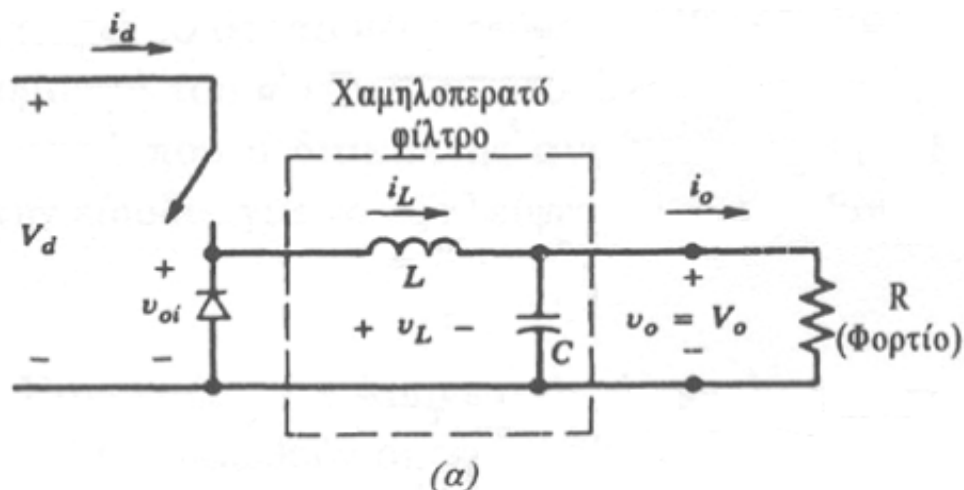 i_d
+
Χαμηλοπερατό
φίλτρο
i_L
i_o
V_d
+
υ_oi
L
+ υ_L −
C
+
υ_o = V_o
−
R
(Φορτίο)
−
−
(α)